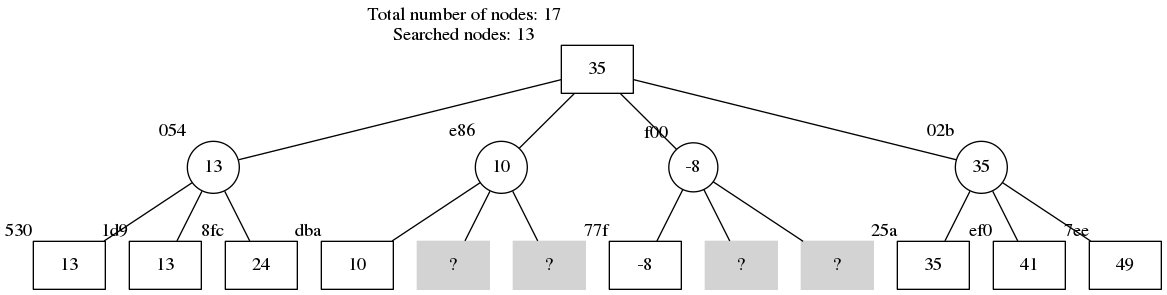 Total number of nodes: 17
Searched nodes: 13
35
054
e86
f00
02b
13
10
-8
35
530
1d9
8fc
dba
77f
25a
ef0
7ee
13
13
24
10
?
?
-8
?
?
35
41
49